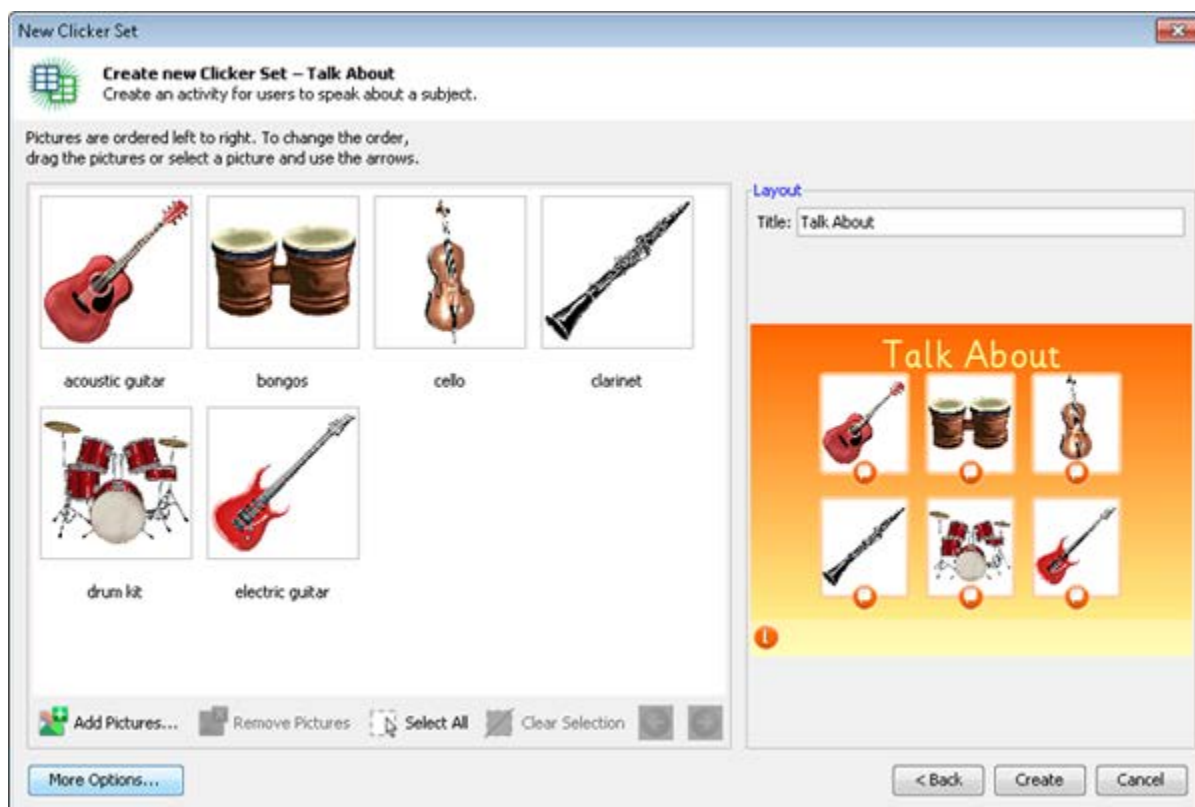 New Clicker Set
Create new Clicker Set – Talk About
Create an activity for users to speak about a subject.
Pictures are ordered left to right. To change the order,
drag the pictures or select a picture and use the arrows.
acoustic guitar
bongos
cello
clarinet
drum kit
electric guitar
Add Pictures...
Remove Pictures
Select All
Clear Selection
Layout
Title: Talk About
Talk About
More Options...
< Back
Create
Cancel